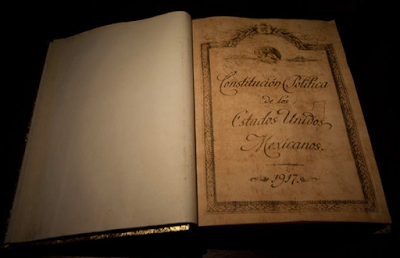 Constitución Política
de los
Estados Unidos
Mexicanos.
1917.